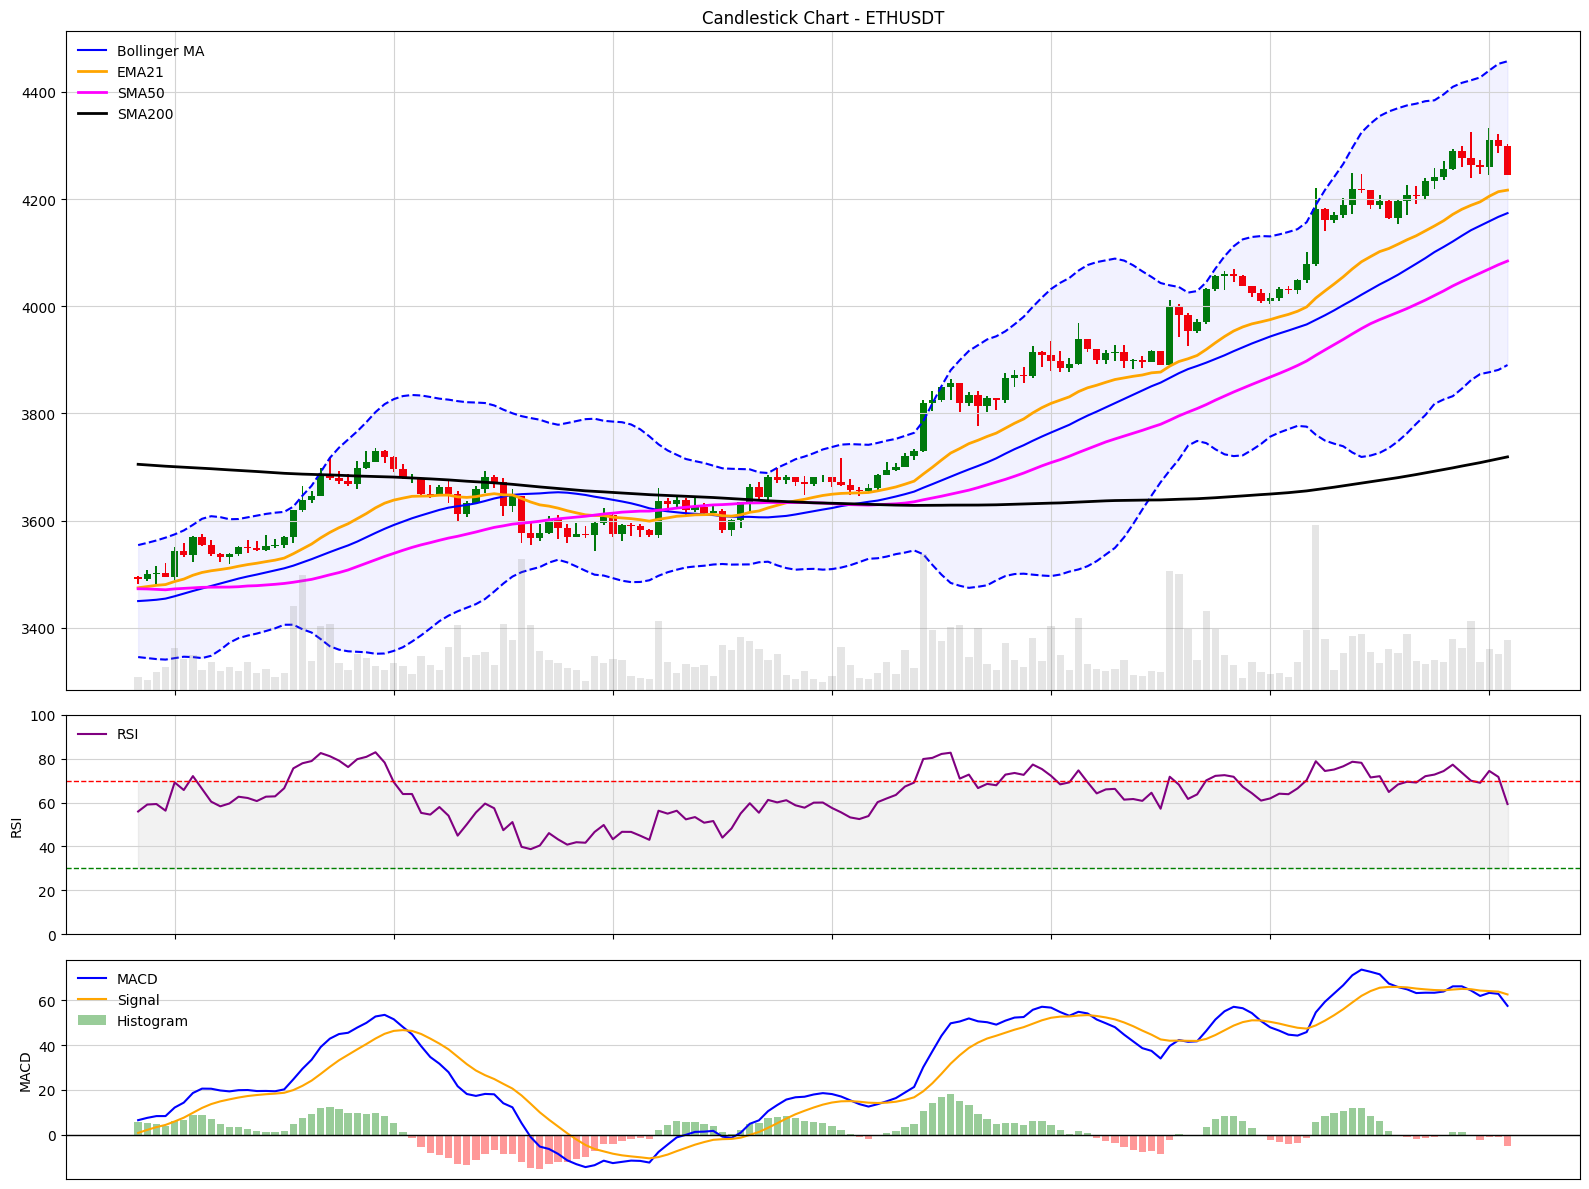 Candlestick Chart - ETHUSDT
Bollinger MA
EMA21
SMA50
SMA200
4400
4200
4000
3800
3600
3400
RSI
100
80
60
40
20
0
RSI
MACD
Signal
Histogram
60
40
20
0
MACD